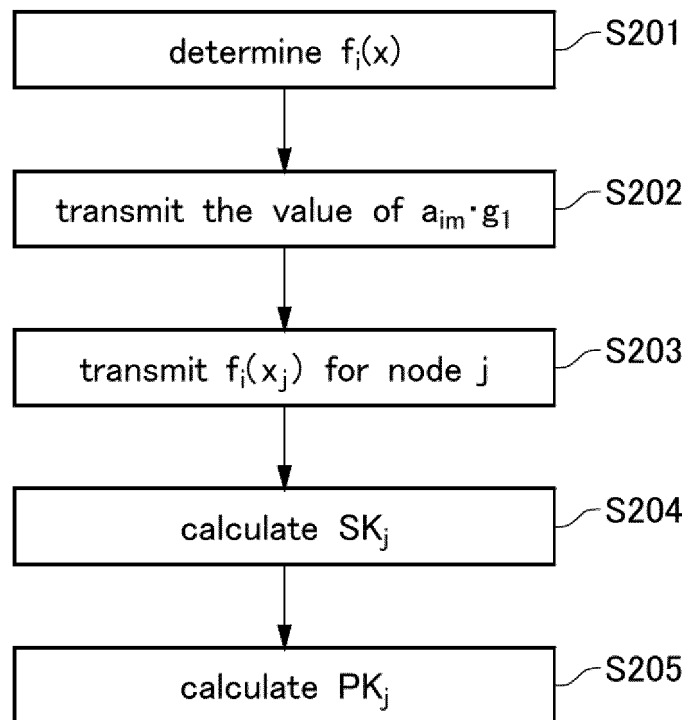 determine fᵢ(x)
S201
transmit the value of aᵢₘ·g₁
S202
transmit fᵢ(xⱼ) for node j
S203
calculate SKⱼ
S204
calculate PKⱼ
S205